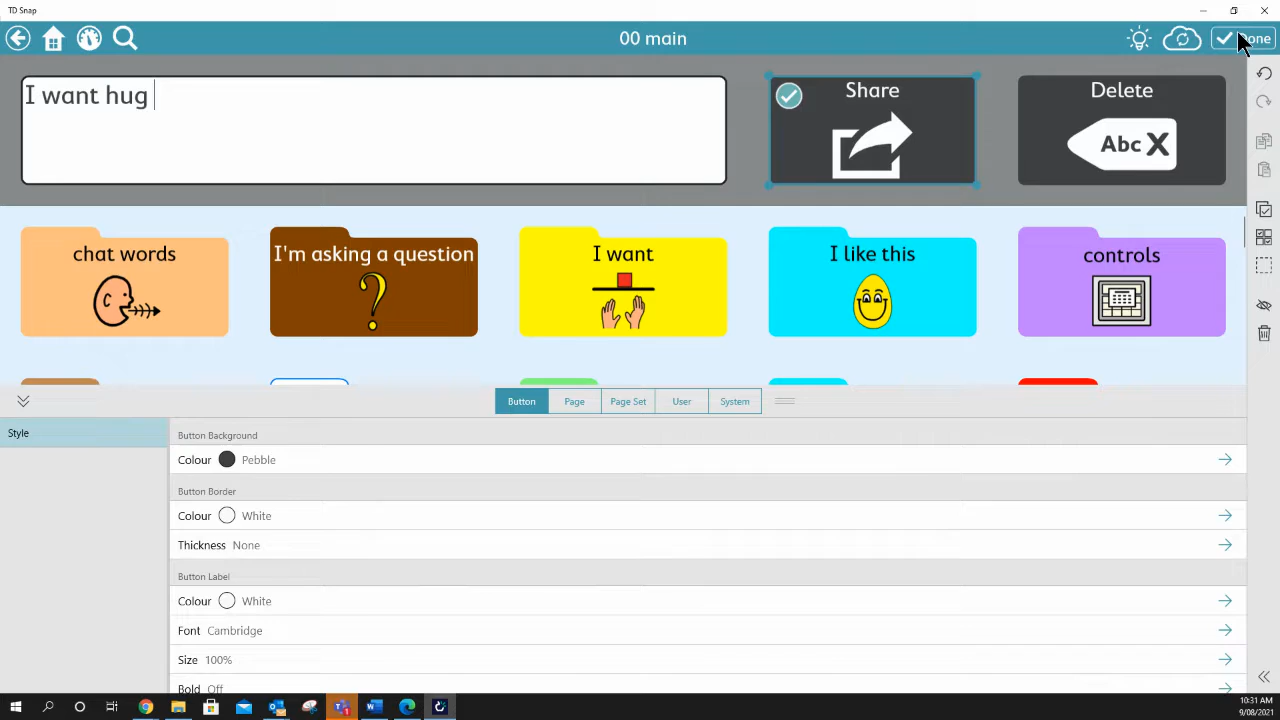 TD Snap
00 main
Done
I want hug
Share
Delete
Abc X
chat words
I'm asking a question
?
I want
I like this
controls
Button
Page
Page Set
User
System
Style
Button Background
Colour Pebble
Button Border
Colour White
Thickness None
Button Label
Colour White
Font Cambridge
Size 100%
Bold Off
10:31 AM
9/08/2021